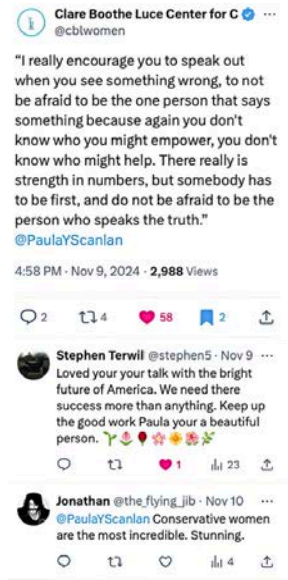 Clare Boothe Luce Center for C ...
@cblwomen
“I really encourage you to speak out
when you see something wrong, to not
be afraid to be the one person that says
something because again you don't
know who you might empower, you don't
know who might help. There really is
strength in numbers, but somebody has
to be first, and do not be afraid to be the
person who speaks the truth.”
@PaulaYScanlan
4:58 PM · Nov 9, 2024 · 2,988 Views
2 4 58 2
Stephen Terwil @stephen5 · Nov 9 ...
Loved your your talk with the bright
future of America. We need there
success more than anything. Keep up
the good work Paula your a beautiful
person. 🌱🌷🌹🌸🌼🌺🌿
1 23
Jonathan @the_flying_jib · Nov 10 ...
@PaulaYScanlan Conservative women
are the most incredible. Stunning.
4